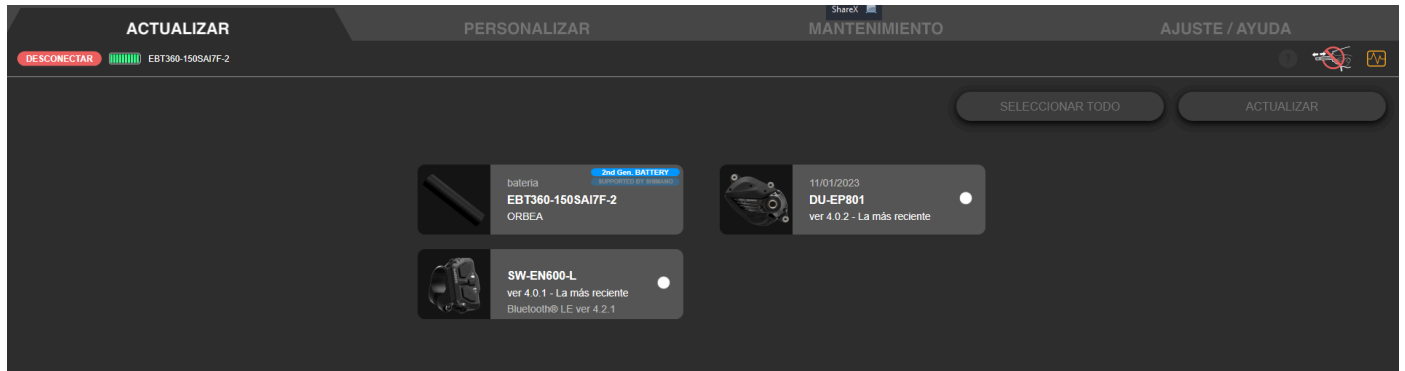 ShareX
ACTUALIZAR
PERSONALIZAR
MANTENIMIENTO
AJUSTE / AYUDA
DESCONECTAR
EBT360-150SAI7F-2
?
SELECCIONAR TODO
ACTUALIZAR
2nd Gen. BATTERY
SUPPORTED BY SHIMANO
bateria
EBT360-150SAI7F-2
ORBEA
11/01/2023
DU-EP801
ver 4.0.2 - La más reciente
SW-EN600-L
ver 4.0.1 - La más reciente
Bluetooth® LE ver 4.2.1